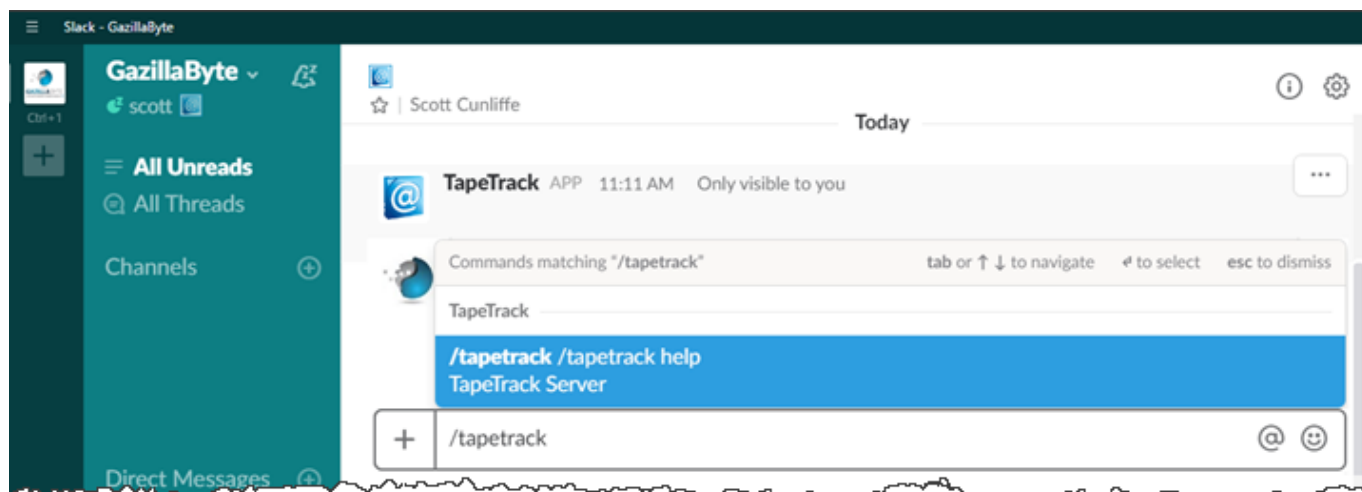 Slack - GazillaByte
GazillaByte
scott
Ctrl+1
All Unreads
All Threads
Channels
Direct Messages
Scott Cunliffe
Today
TapeTrack APP 11:11 AM Only visible to you
Commands matching "/tapetrack" tab or ↑ ↓ to navigate ↵ to select esc to dismiss
TapeTrack
/tapetrack /tapetrack help
TapeTrack Server
/tapetrack